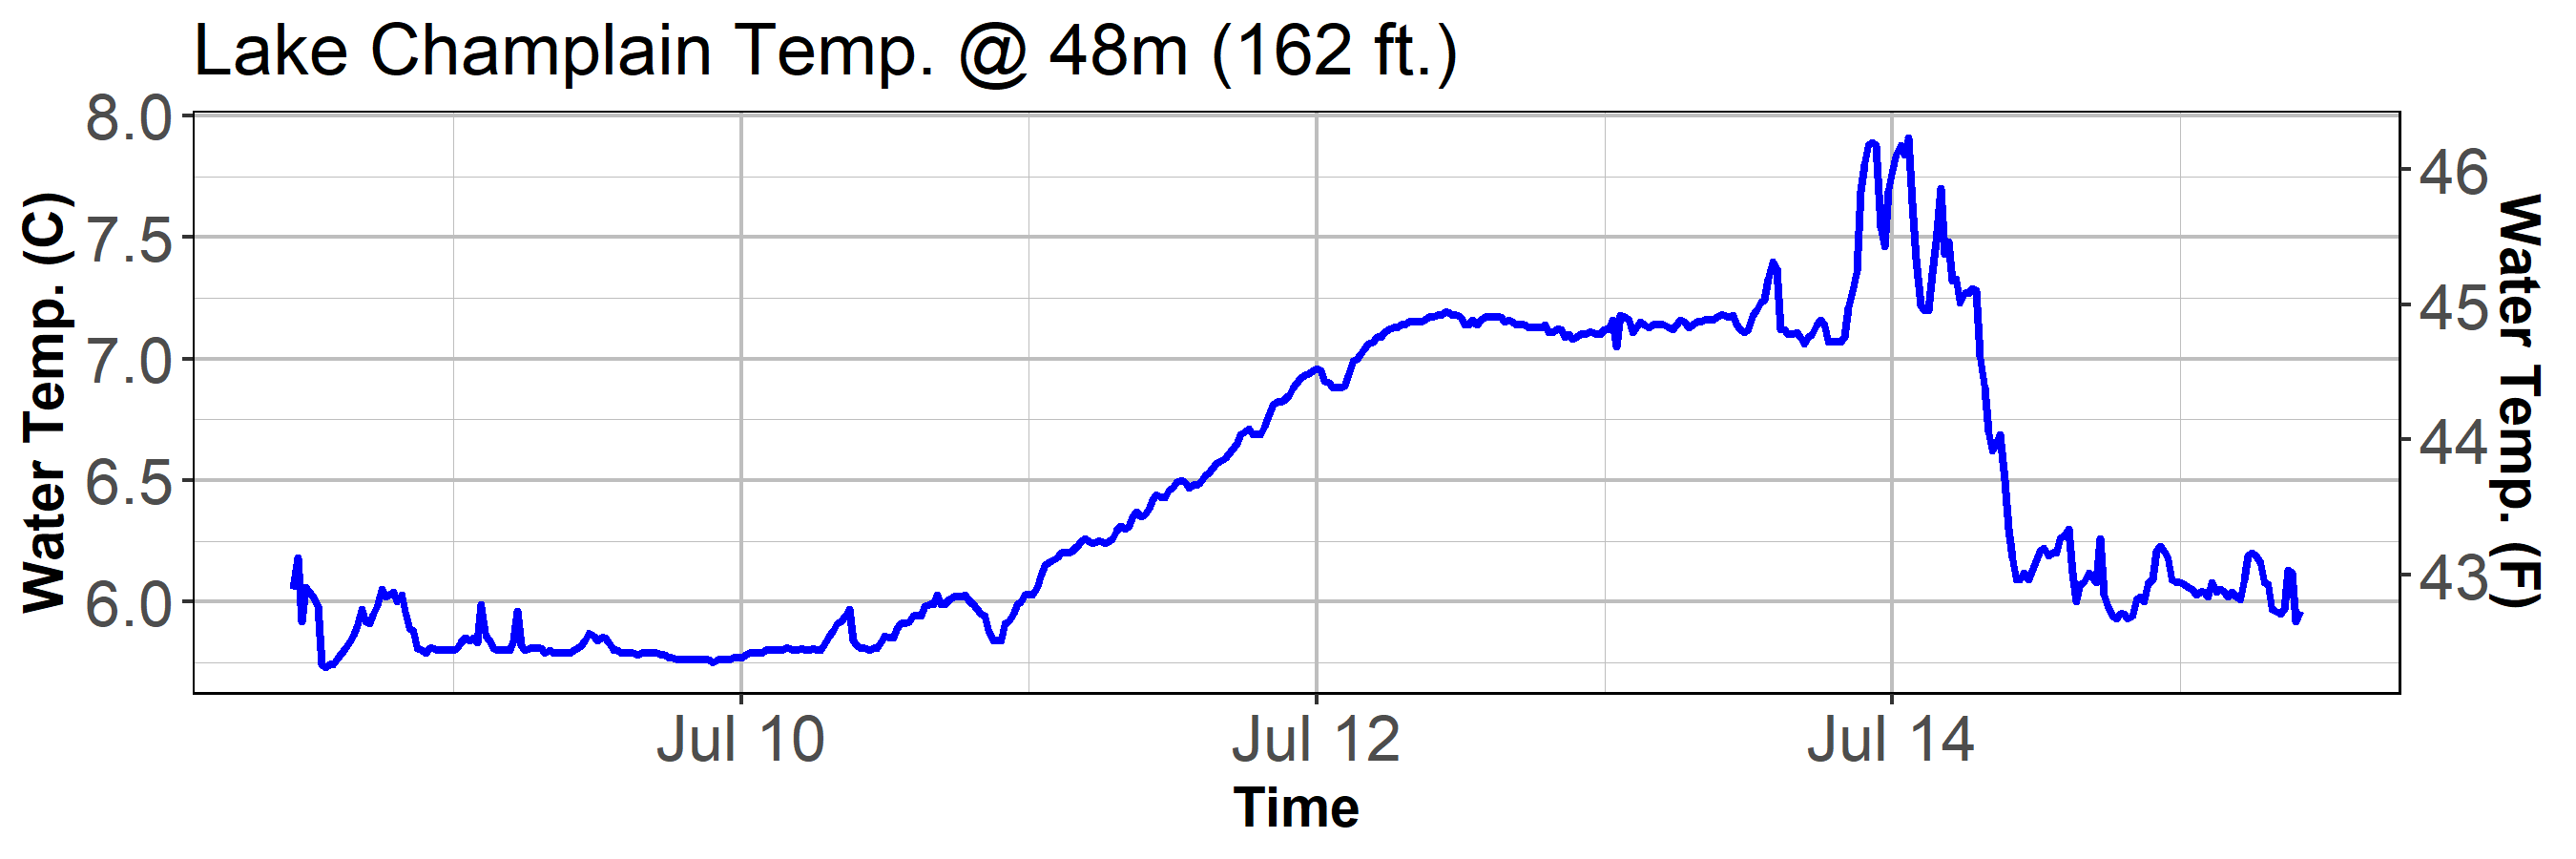 Lake Champlain Temp. @ 48m (162 ft.)
Water Temp. (C)
8.0
7.5
7.0
6.5
6.0
46
45
44
43
Water Temp. (F)
Jul 10
Jul 12
Jul 14
Time